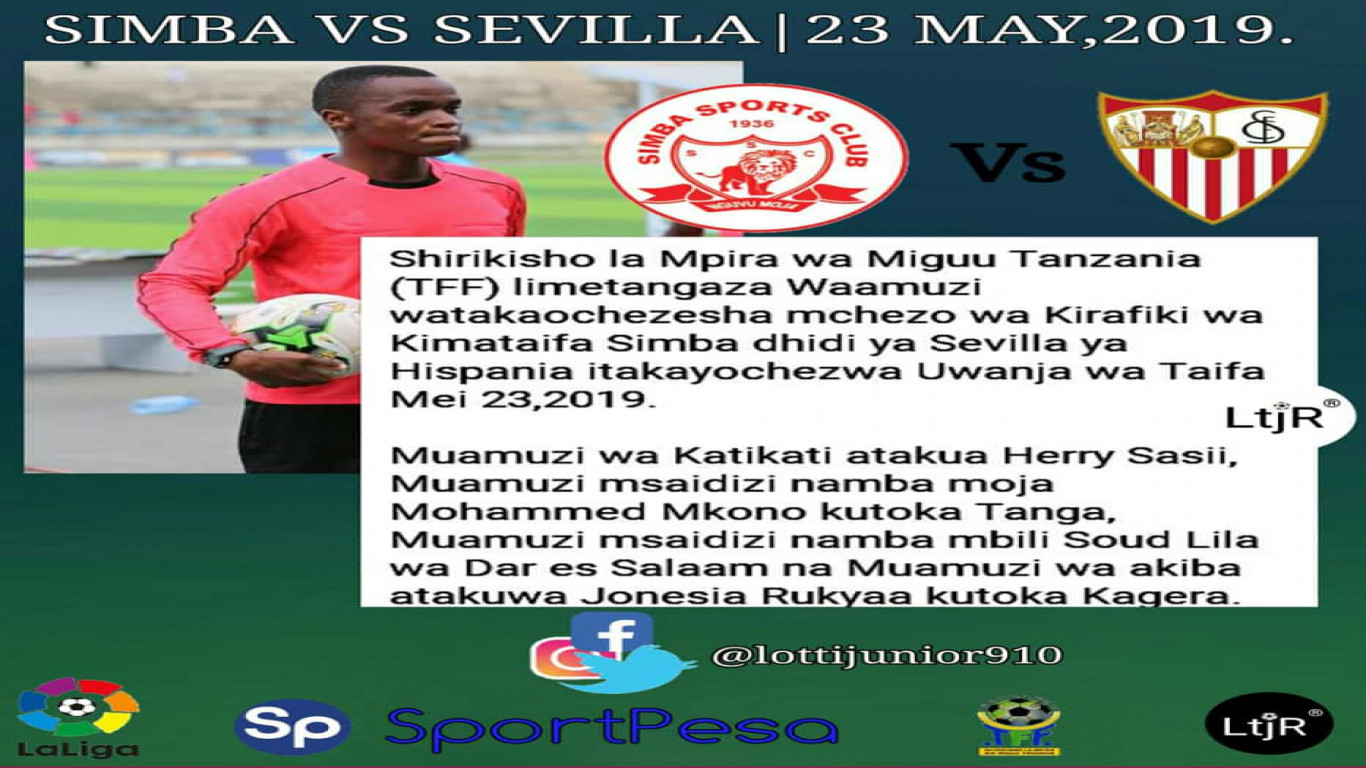 SIMBA VS SEVILLA|23 MAY,2019.
SIMBA SPORTS CLUB
1936
S S C
NGUVU MOJA
Vs
Shirikisho la Mpira wa Miguu Tanzania
(TFF) limetangaza Waamuzi
watakaochezesha mchezo wa Kirafiki wa
Kimataifa Simba dhidi ya Sevilla ya
Hispania itakayochezwa Uwanja wa Taifa
Mei 23,2019.
LtjR®
Muamuzi wa Katikati atakua Herry Sasii,
Muamuzi msaidizi namba moja
Mohammed Mkono kutoka Tanga,
Muamuzi msaidizi namba mbili Soud Lila
wa Dar es Salaam na Muamuzi wa akiba
atakuwa Jonesia Rukyaa kutoka Kagera.
f
@lottijunior910
LaLiga
Sp
SportPesa
TFF
LtjR®